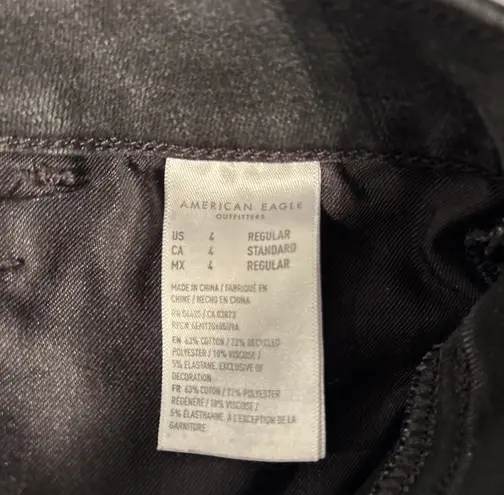 AMERICAN EAGLE
OUTFITTERS
US 4 REGULAR
CA 4 STANDARD
MX 4 REGULAR
MADE IN CHINA / FABRIQUÉ EN
CHINE / HECHO EN CHINA
EN 63% COTTON / 22% RECYCLED
POLYESTER / 10% VISCOSE /
5% ELASTANE. EXCLUSIVE OF
DECORATION
FR 63% COTON / 22% POLYESTER
RÉGÉNÉRÉ / 10% VISCOSE /
5% ÉLASTHANNE. À L'EXCEPTION DE LA
GARNITURE